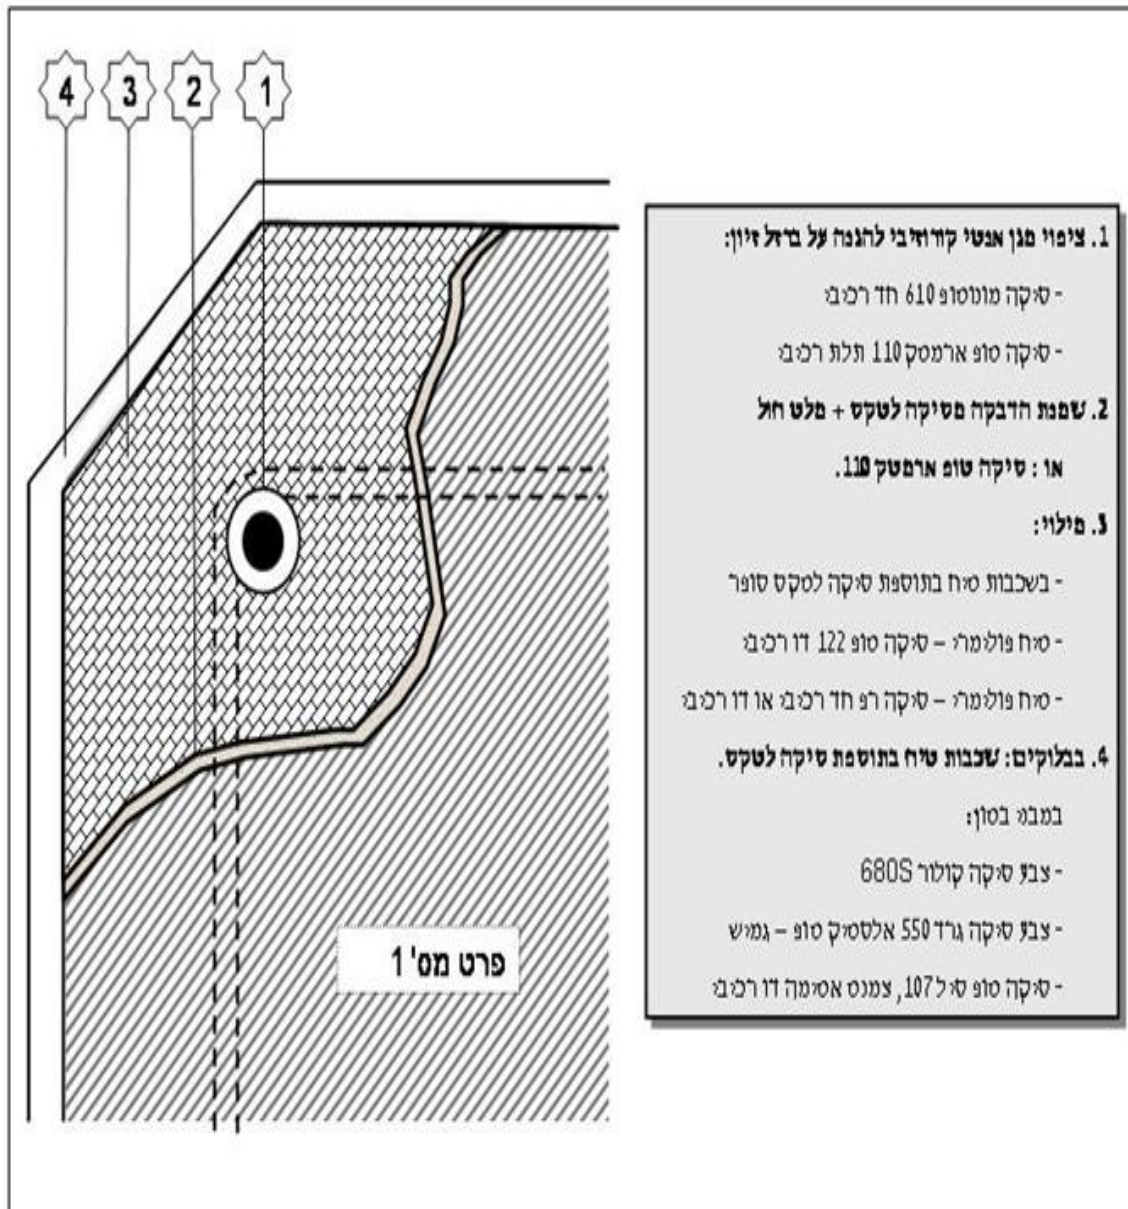 4 3 2 1
1. ציפוי מגן אנטי קורוזיבי להגנה על ברזל זיון:
- סיקה מונוטופ 610 חד רכיבי
- סיקה טופ ארמטק 110 תלת רכיבי
2. שמנת הדבקה מסיקה לטקס + מלט חול
או : סיקה טופ ארמטק 110.
3. מילוי:
- בשכבות טיח בתוספת סיקה לטקס סופר
- טיח פולימרי – סיקה טופ 122 דו רכיבי
- טיח פולימרי – סיקה רפ חד רכיבי או דו רכיבי
4. בבלוקים: שכבות טיח בתוספת סיקה לטקס.
במבני בטון:
- צבע סיקה קולור 680S
- צבע סיקה גרד 550 אלסטיק טופ – גמיש
- סיקה טופ סיל 107, צמנט אטימה דו רכיבי
פרט מס' 1